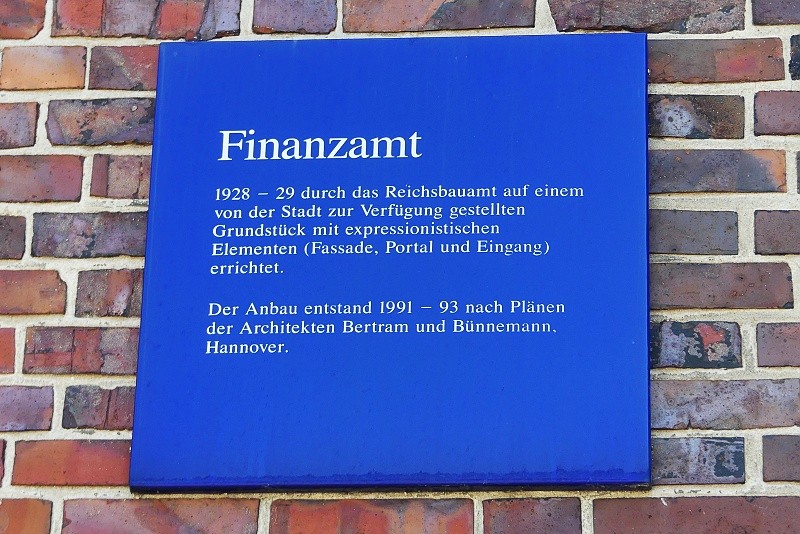 Finanzamt
1928 – 29 durch das Reichsbauamt auf einem
von der Stadt zur Verfügung gestellten
Grundstück mit expressionistischen
Elementen (Fassade, Portal und Eingang)
errichtet.
Der Anbau entstand 1991 – 93 nach Plänen
der Architekten Bertram und Bünnemann,
Hannover.